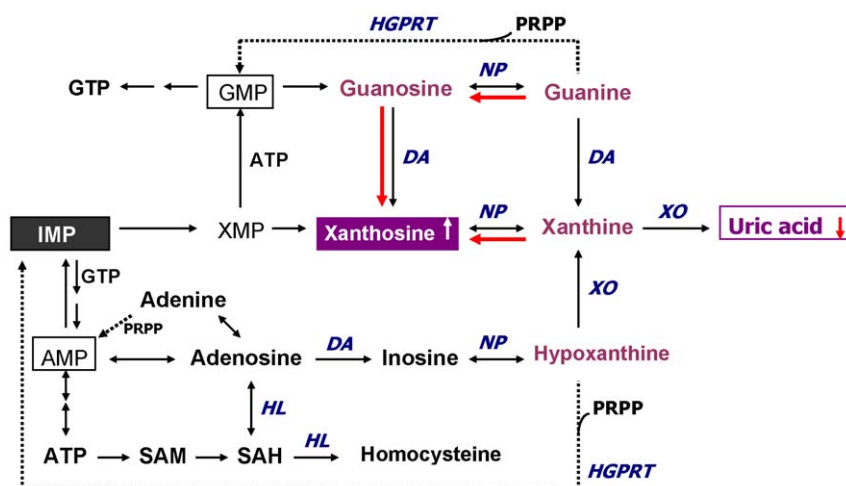 HGPRT PRPP
GTP GMP Guanosine NP Guanine
ATP DA DA
IMP XMP Xanthosine NP Xanthine XO Uric acid
GTP Adenine XO
PRPP
AMP Adenosine DA Inosine NP Hypoxanthine
HL PRPP
ATP SAM SAH HL Homocysteine
HGPRT